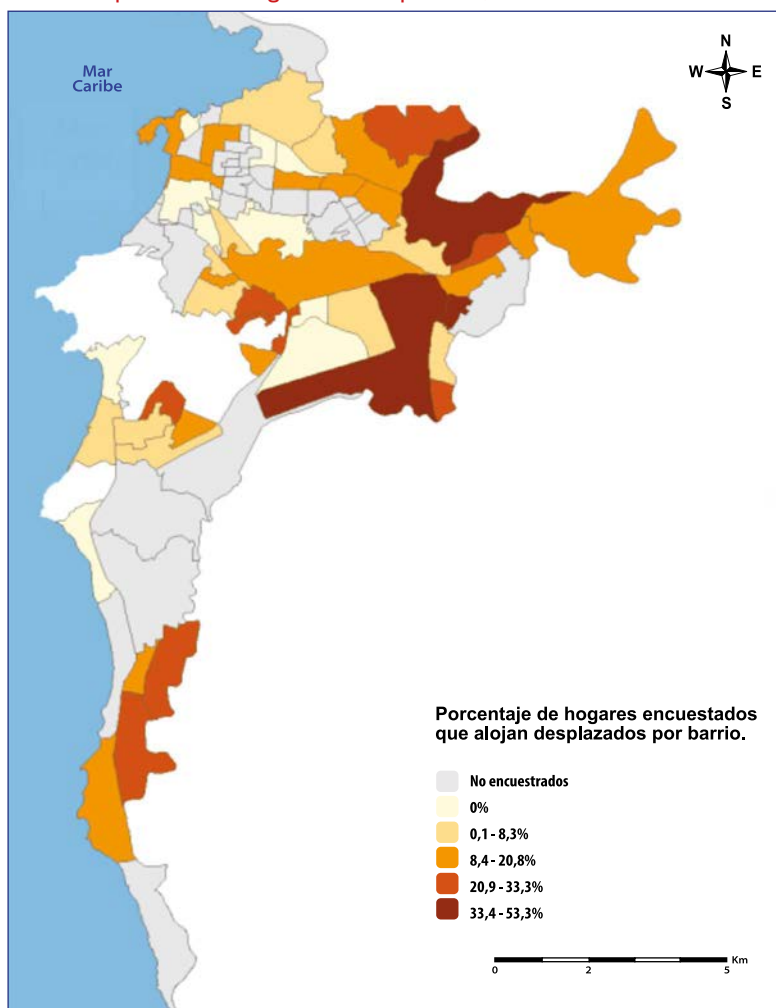 Mar
Caribe
N
W E
S
Porcentaje de hogares encuestados
que alojan desplazados por barrio.
No encuestrados
0%
0,1 - 8,3%
8,4 - 20,8%
20,9 - 33,3%
33,4 - 53,3%
Km
0 2 5